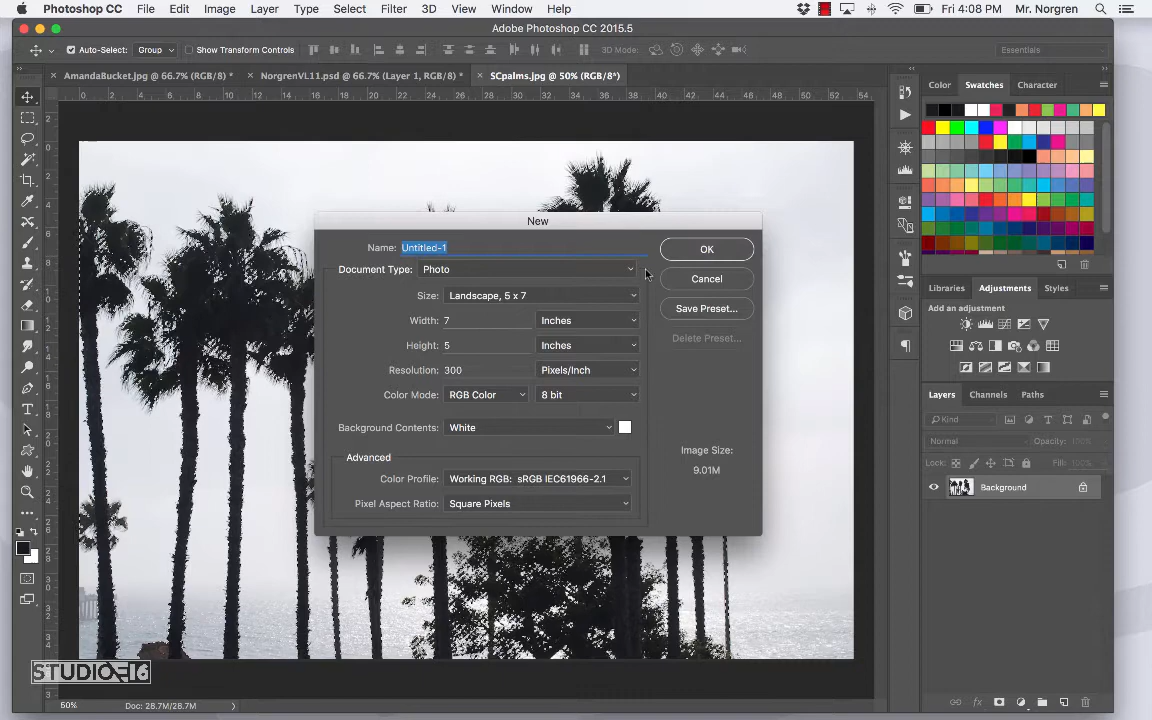 Photoshop CC File Edit Image Layer Type Select Filter 3D View Window Help Fri 4:08 PM Mr. Norgren
Adobe Photoshop CC 2015.5
Auto-Select: Group Show Transform Controls 3D Mode: Essentials
AmandaBucket.jpg @ 66.7% (RGB/8) * NorgrenVL11.psd @ 66.7% (Layer 1, RGB/8) * SCpalms.jpg @ 50% (RGB/8*)
Color Swatches Character
New
Name: Untitled-1 OK
Document Type: Photo Cancel
Size: Landscape, 5 x 7 Save Preset...
Width: 7 Inches
Height: 5 Inches Delete Preset...
Resolution: 300 Pixels/Inch
Color Mode: RGB Color 8 bit
Background Contents: White
Image Size:
9.01M
Advanced
Color Profile: Working RGB: sRGB IEC61966-2.1
Pixel Aspect Ratio: Square Pixels
Libraries Adjustments Styles
Add an adjustment
Layers Channels Paths
Kind
Normal Opacity: 100%
Lock: Fill: 100%
Background
STUDIO 16
50% Doc: 28.7M/28.7M